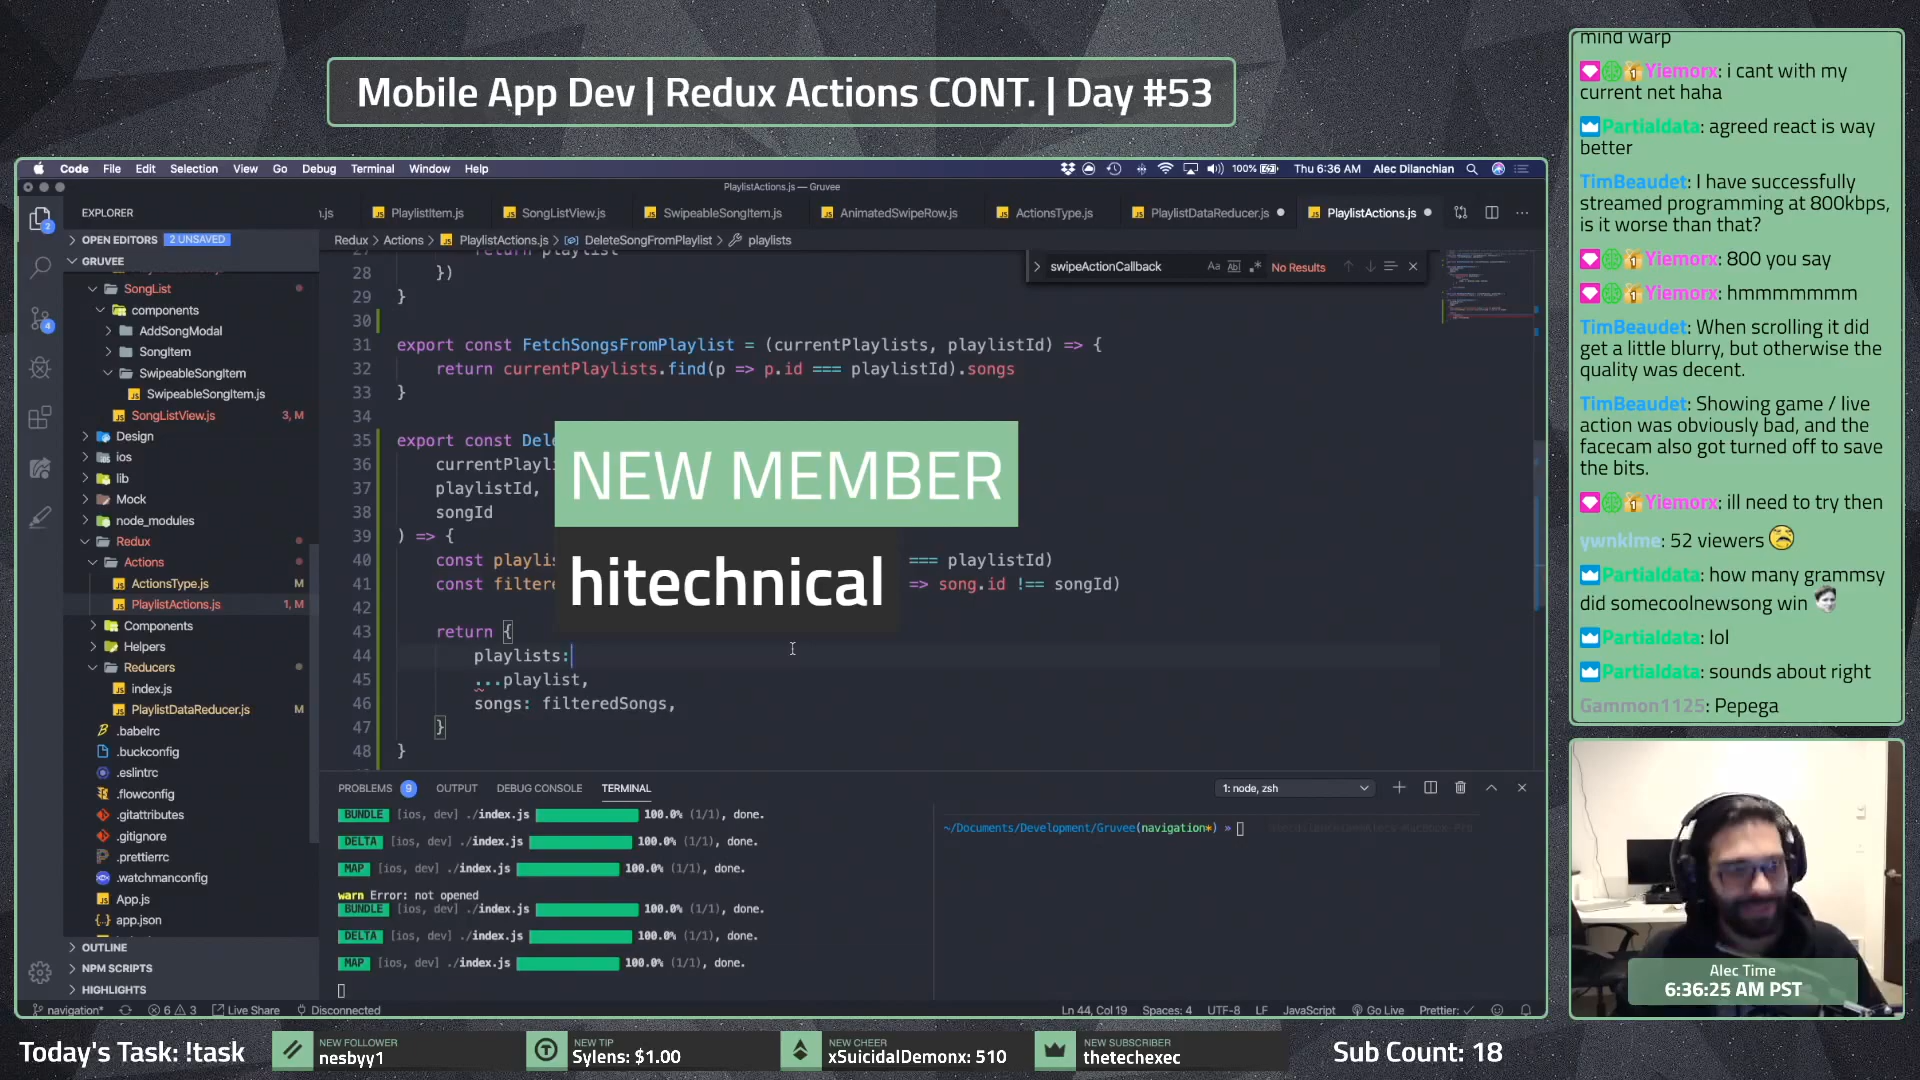 Mobile App Dev | Redux Actions CONT. | Day #53
Code File Edit Selection View Go Debug Terminal Window Help
100% Thu 6:36 AM Alec Dilanchian
PlaylistActions.js — Gruvee
EXPLORER
OPEN EDITORS 2 UNSAVED
GRUVEE
SongList
components
AddSongModal
SongItem
SwipeableSongItem
SwipeableSongItem.js
SongListView.js 3, M
Design
ios
lib
Mock
node_modules
Redux
Actions
ActionsType.js M
PlaylistActions.js 1, M
Components
Helpers
Reducers
index.js
PlaylistDataReducer.js M
.babelrc
.buckconfig
.eslintrc
.flowconfig
.gitattributes
.gitignore
.prettierrc
.watchmanconfig
App.js
app.json
OUTLINE
NPM SCRIPTS
HIGHLIGHTS
.js PlaylistItem.js SongListView.js SwipeableSongItem.js AnimatedSwipeRow.js ActionsType.js PlaylistDataReducer.js PlaylistActions.js
Redux > Actions > PlaylistActions.js > DeleteSongFromPlaylist > playlists
swipeActionCallback Aa Abl .* No Results
27 return playlist
28 })
29 }
30
31 export const FetchSongsFromPlaylist = (currentPlaylists, playlistId) => {
32 return currentPlaylists.find(p => p.id === playlistId).songs
33 }
34
35 export const Dele
36 currentPlayli
37 playlistId,
38 songId
39 ) => {
40 const playlis === playlistId)
41 const filtere => song.id !== songId)
42
43 return {
44 playlists:
45 ...playlist,
46 songs: filteredSongs,
47 }
48 }
NEW MEMBER
hitechnical
PROBLEMS 9 OUTPUT DEBUG CONSOLE TERMINAL 1: node, zsh
BUNDLE [ios, dev] ./index.js 100.0% (1/1), done.
DELTA [ios, dev] ./index.js 100.0% (1/1), done.
MAP [ios, dev] ./index.js 100.0% (1/1), done.
warn Error: not opened
BUNDLE [ios, dev] ./index.js 100.0% (1/1), done.
DELTA [ios, dev] ./index.js 100.0% (1/1), done.
MAP [ios, dev] ./index.js 100.0% (1/1), done.
~/Documents/Development/Gruvee(navigation*) »
navigation* 6 3 Live Share Disconnected Ln 44, Col 19 Spaces: 4 UTF-8 LF JavaScript Go Live Prettier: ✓
mind warp
Yiemorx: i cant with my
current net haha
Partialdata: agreed react is way
better
TimBeaudet: I have successfully
streamed programming at 800kbps,
is it worse than that?
Yiemorx: 800 you say
Yiemorx: hmmmmmmm
TimBeaudet: When scrolling it did
get a little blurry, but otherwise the
quality was decent.
TimBeaudet: Showing game / live
action was obviously bad, and the
facecam also got turned off to save
the bits.
Yiemorx: ill need to try then
ywnklme: 52 viewers
Partialdata: how many grammsy
did somecoolnewsong win
Partialdata: lol
Partialdata: sounds about right
Gammon1125: Pepega
Alec Time
6:36:25 AM PST
Today's Task: !task
NEW FOLLOWER
nesbyy1
NEW TIP
Sylens: $1.00
NEW CHEER
xSuicidalDemonx: 510
NEW SUBSCRIBER
thetechexec
Sub Count: 18